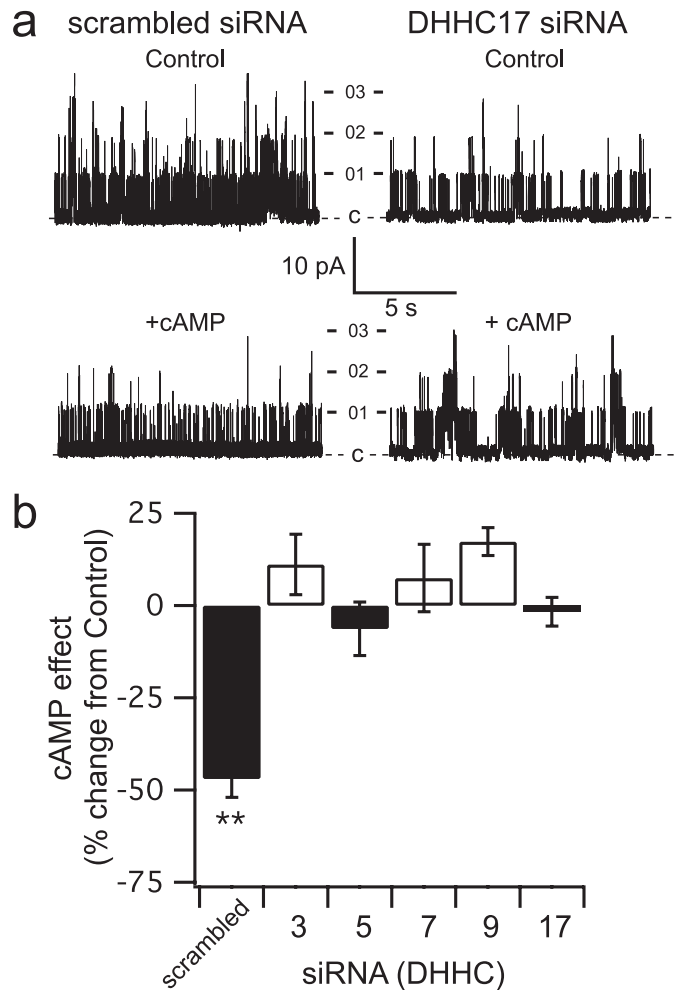 a scrambled siRNA DHHC17 siRNA
Control Control
03
02
01
C
10 pA
5 s
+cAMP + cAMP
03
02
01
C
b
cAMP effect
(% change from Control)
25
0
-25
-50
-75
**
scrambled 3 5 7 9 17
siRNA (DHHC)